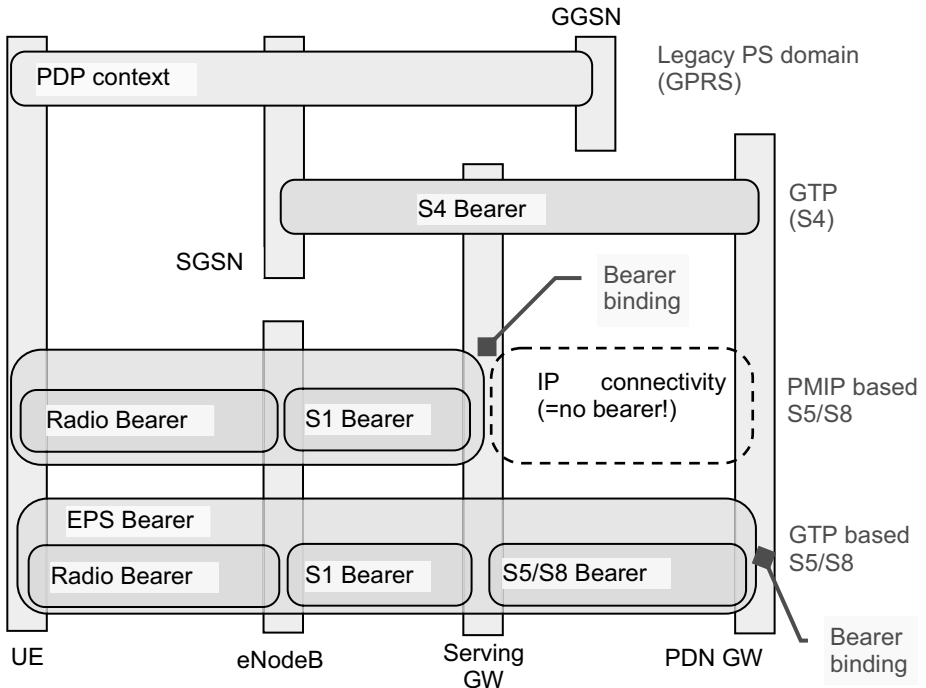 GGSN
PDP context
Legacy PS domain
(GPRS)
S4 Bearer
GTP
(S4)
SGSN
Bearer
binding
IP connectivity
(=no bearer!)
PMIP based
S5/S8
Radio Bearer
S1 Bearer
EPS Bearer
GTP based
S5/S8
Radio Bearer
S1 Bearer
S5/S8 Bearer
Bearer
binding
UE
eNodeB
Serving
GW
PDN GW